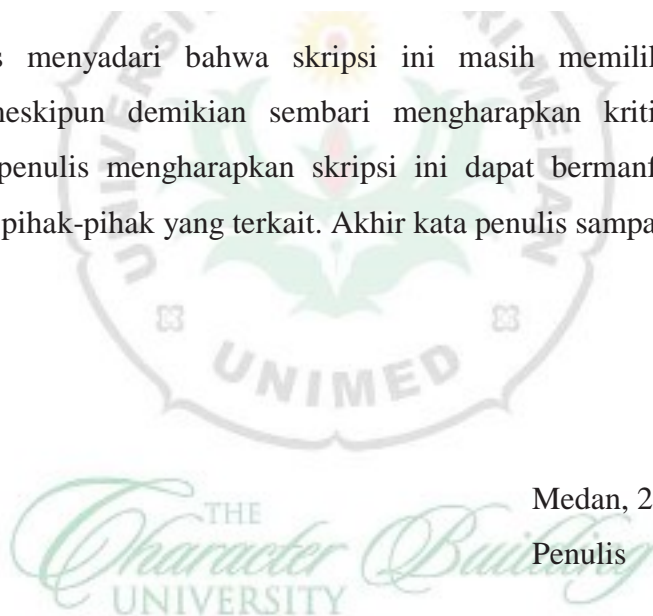 s menyadari bahwa skripsi ini masih memilik
neskipun demikian sembari mengharapkan kriti
penulis mengharapkan skripsi ini dapat bermanf
pihak-pihak yang terkait. Akhir kata penulis sampa
UNIMED
Medan, 2
Penulis
THE
Character Building
UNIVERSITY